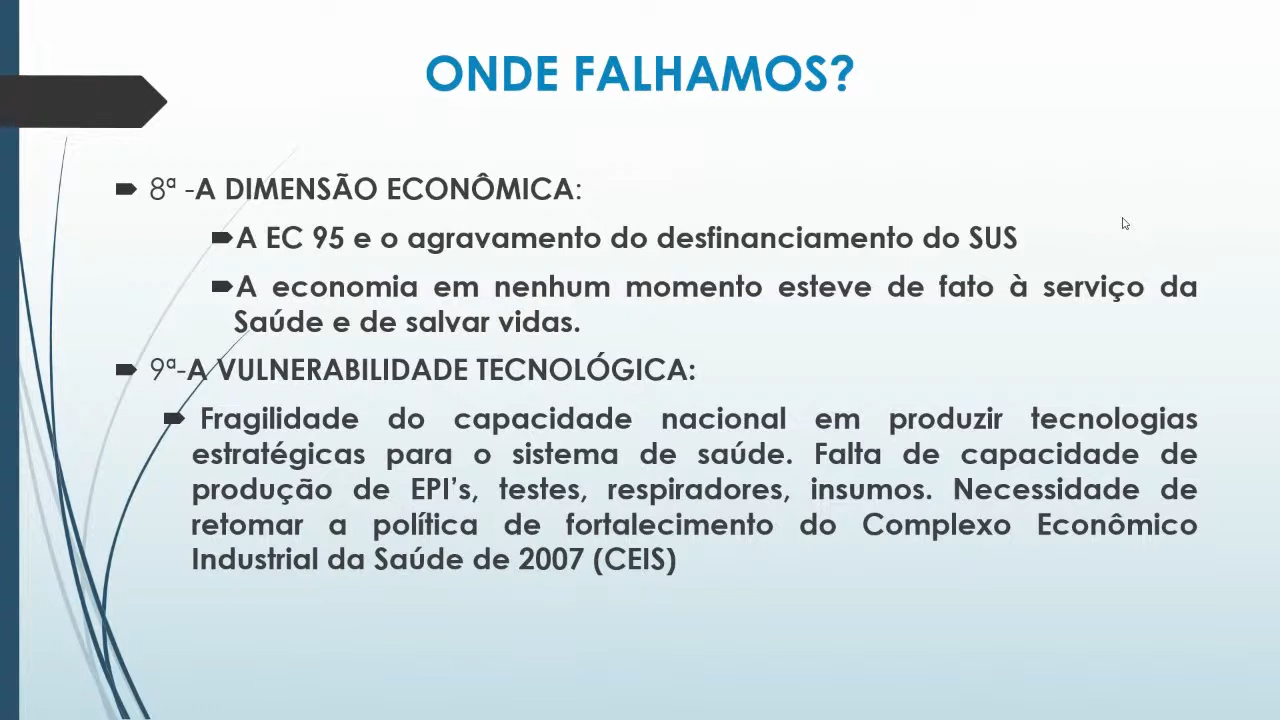 ONDE FALHAMOS?
8ª -A DIMENSÃO ECONÔMICA:
A EC 95 e o agravamento do desfinanciamento do SUS
A economia em nenhum momento esteve de fato à serviço da
Saúde e de salvar vidas.
9ª-A VULNERABILIDADE TECNOLÓGICA:
Fragilidade do capacidade nacional em produzir tecnologias
estratégicas para o sistema de saúde. Falta de capacidade de
produção de EPI’s, testes, respiradores, insumos. Necessidade de
retomar a política de fortalecimento do Complexo Econômico
Industrial da Saúde de 2007 (CEIS)